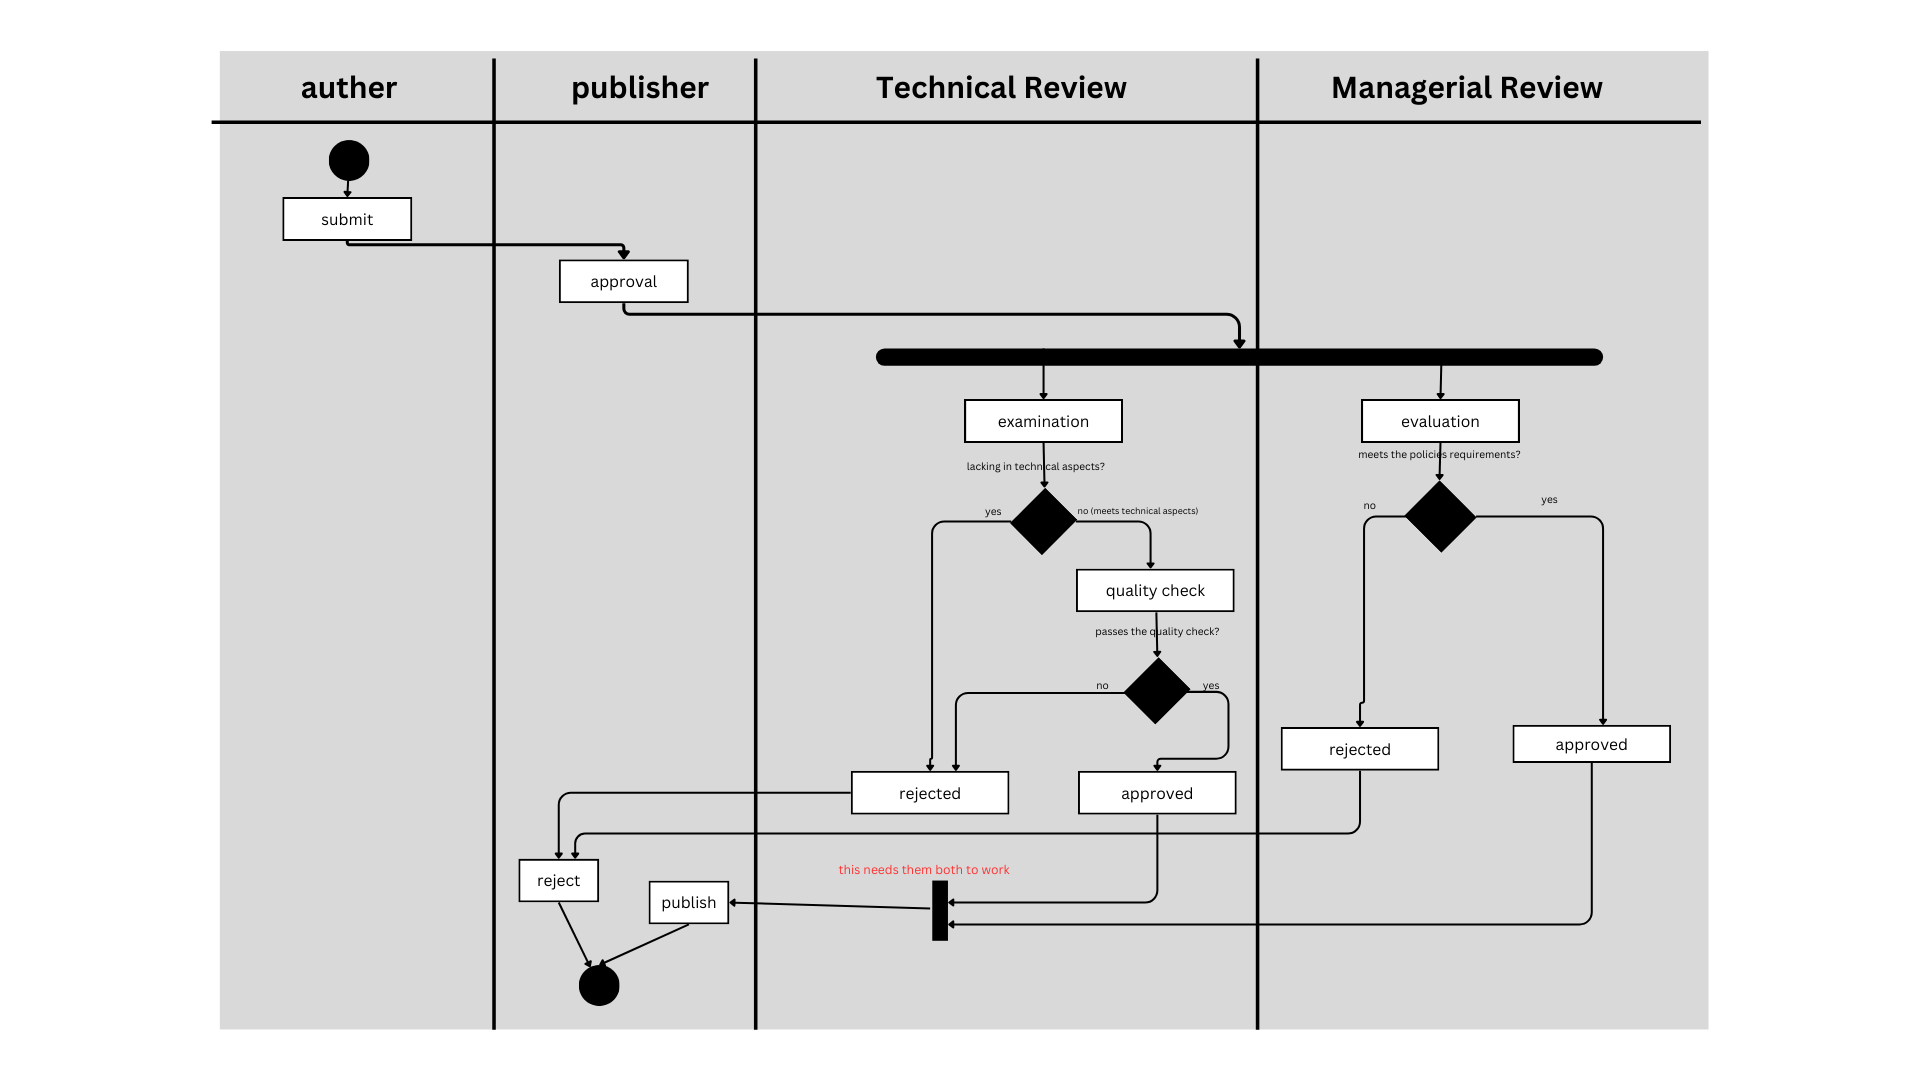 auther
publisher
Technical Review
Managerial Review
submit
approval
examination
evaluation
lacking in technical aspects?
meets the policies requirements?
yes
no (meets technical aspects)
no
yes
quality check
passes the quality check?
no
yes
rejected
approved
rejected
approved
this needs them both to work
reject
publish